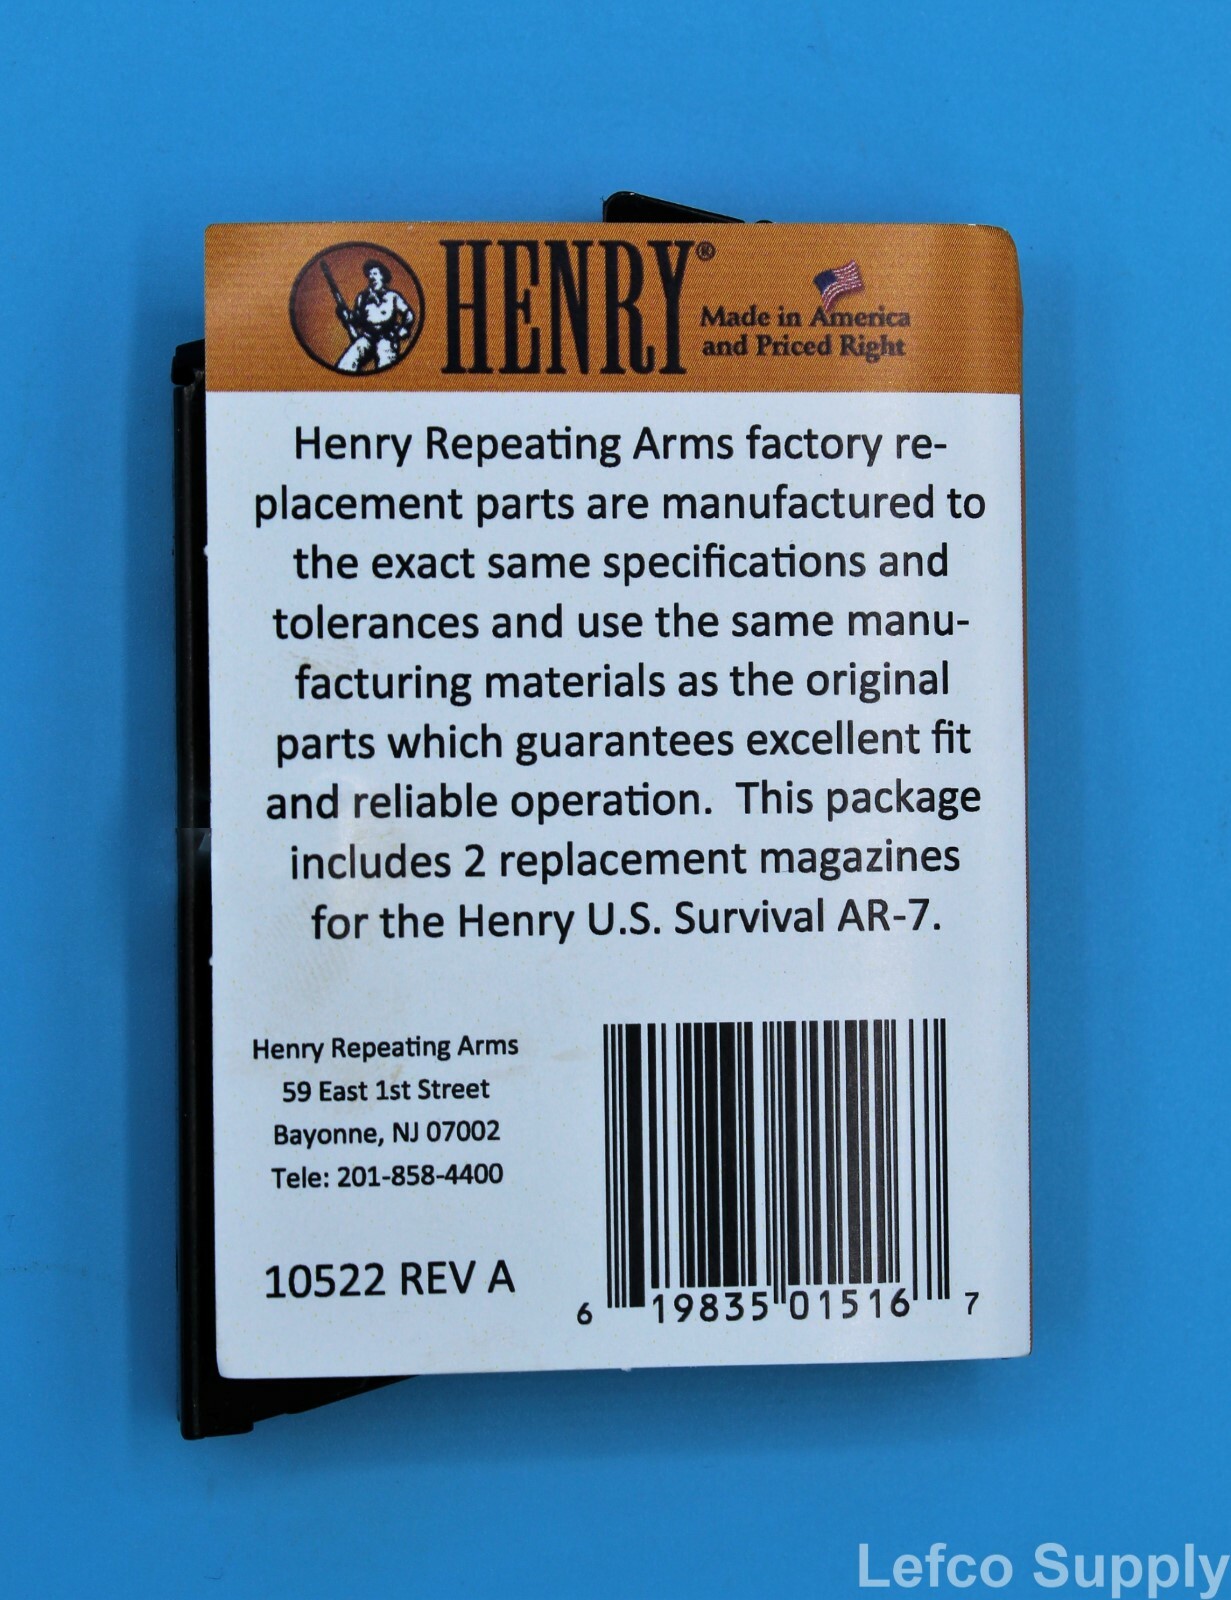 HENRY®
Made in America
and Priced Right
Henry Repeating Arms factory re-
placement parts are manufactured to
the exact same specifications and
tolerances and use the same manu-
facturing materials as the original
parts which guarantees excellent fit
and reliable operation.  This package
includes 2 replacement magazines
for the Henry U.S. Survival AR-7.
Henry Repeating Arms
59 East 1st Street
Bayonne, NJ 07002
Tele: 201-858-4400
10522 REV A
6 19835 01516 7
Lefco Supply